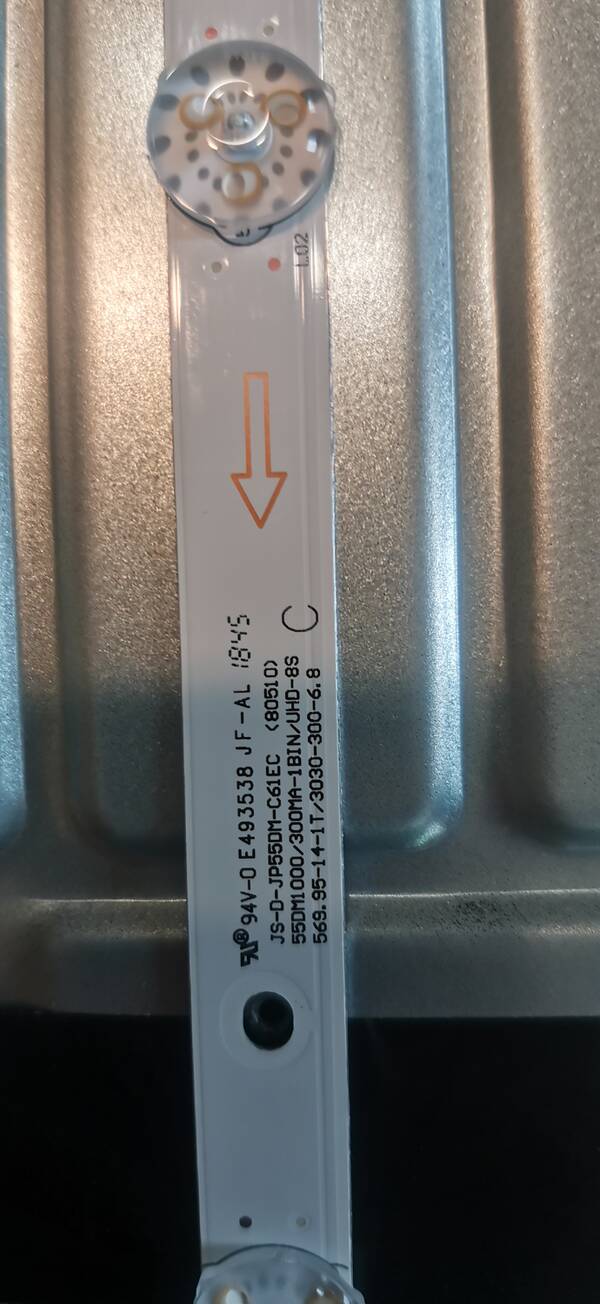 L02
94V-0 E493538 JF-AL 1845
JS-D-JP55DM-C61EC (80510)
55DM1000/300MA-1BIN/UHD-8S
569.95-14-1T/3030-300-6.8
C